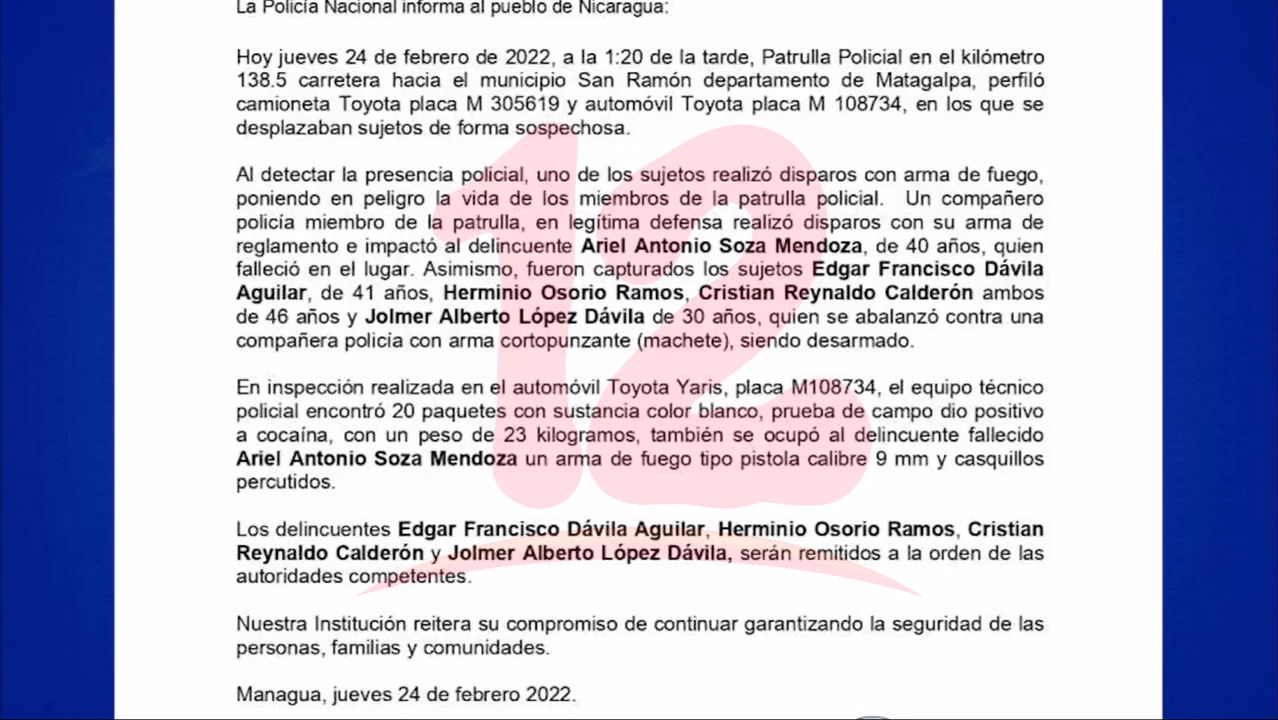 La Policía Nacional informa al pueblo de Nicaragua:
Hoy jueves 24 de febrero de 2022, a la 1:20 de la tarde, Patrulla Policial en el kilómetro
138.5 carretera hacia el municipio San Ramón departamento de Matagalpa, perfiló
camioneta Toyota placa M 305619 y automóvil Toyota placa M 108734, en los que se
desplazaban sujetos de forma sospechosa.
Al detectar la presencia policial, uno de los sujetos realizó disparos con arma de fuego,
poniendo en peligro la vida de los miembros de la patrulla policial. Un compañero
policía miembro de la patrulla, en legítima defensa realizó disparos con su arma de
reglamento e impactó al delincuente Ariel Antonio Soza Mendoza, de 40 años, quien
falleció en el lugar. Asimismo, fueron capturados los sujetos Edgar Francisco Dávila
Aguilar, de 41 años, Herminio Osorio Ramos, Cristian Reynaldo Calderón ambos
de 46 años y Jolmer Alberto López Dávila de 30 años, quien se abalanzó contra una
compañera policía con arma cortopunzante (machete), siendo desarmado.
En inspección realizada en el automóvil Toyota Yaris, placa M108734, el equipo técnico
policial encontró 20 paquetes con sustancia color blanco, prueba de campo dio positivo
a cocaína, con un peso de 23 kilogramos, también se ocupó al delincuente fallecido
Ariel Antonio Soza Mendoza un arma de fuego tipo pistola calibre 9 mm y casquillos
percutidos.
Los delincuentes Edgar Francisco Dávila Aguilar, Herminio Osorio Ramos, Cristian
Reynaldo Calderón y Jolmer Alberto López Dávila, serán remitidos a la orden de las
autoridades competentes.
Nuestra Institución reitera su compromiso de continuar garantizando la seguridad de las
personas, familias y comunidades.
Managua, jueves 24 de febrero 2022.
12